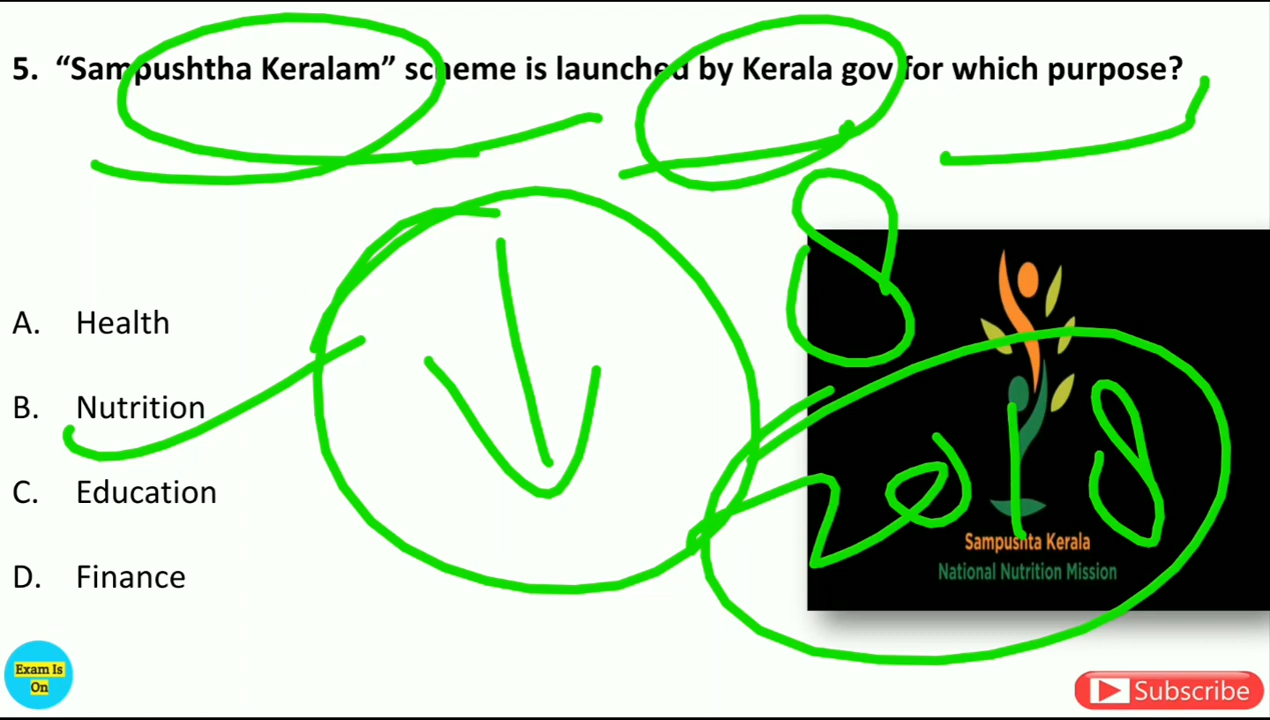 5. “Sampushtha Keralam” scheme is launched by Kerala gov for which purpose?
8
A. Health
B. Nutrition
C. Education
D. Finance
2018
Sampushta Kerala
National Nutrition Mission
Exam Is
On
Subscribe